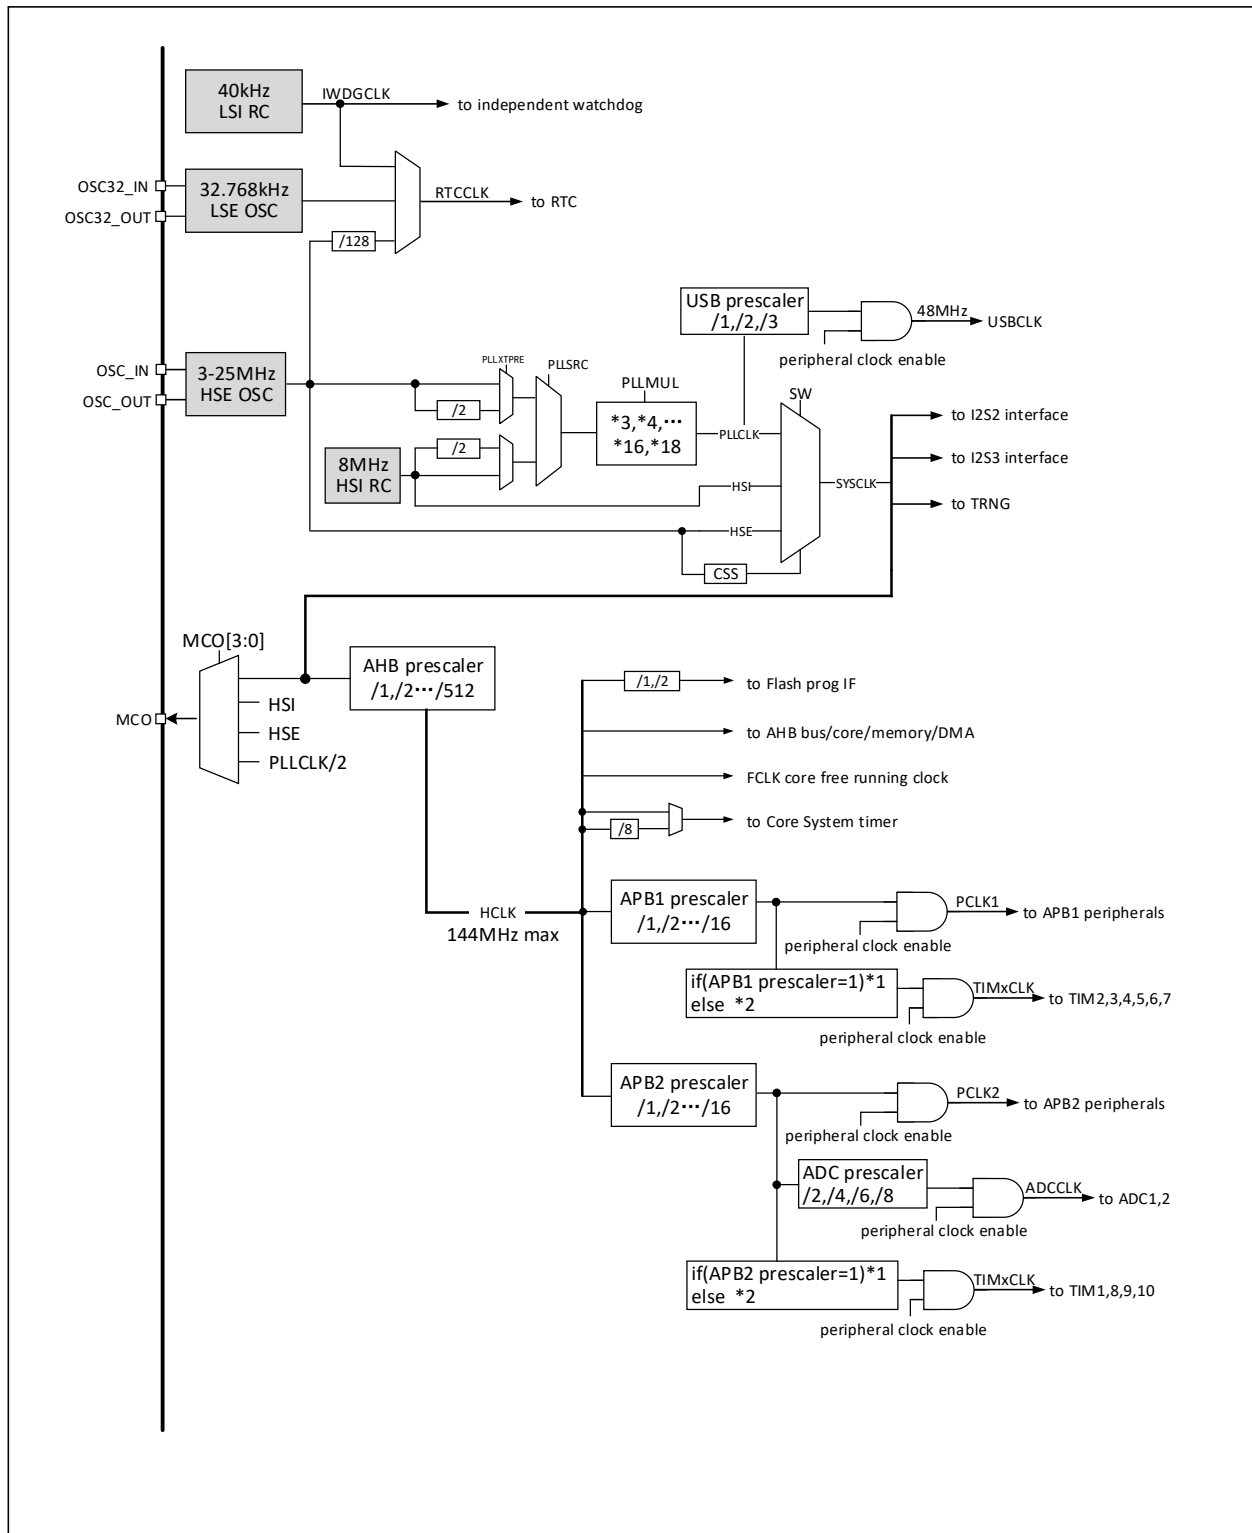 40kHz
LSI RC
IWDGCLK
to independent watchdog
OSC32_IN
OSC32_OUT
32.768kHz
LSE OSC
RTCCLK
to RTC
/128
USB prescaler
/1,/2,/3
48MHz
USBCLK
peripheral clock enable
OSC_IN
OSC_OUT
3-25MHz
HSE OSC
PLLXTPRE
PLLSRC
/2
PLLMUL
*3,*4,…
*16,*18
PLLCLK
SW
8MHz
HSI RC
/2
HSI
HSE
CSS
SYSCLK
to I2S2 interface
to I2S3 interface
to TRNG
MCO[3:0]
MCO
HSI
HSE
PLLCLK/2
AHB prescaler
/1,/2…/512
/1,/2
to Flash prog IF
to AHB bus/core/memory/DMA
FCLK core free running clock
/8
to Core System timer
HCLK
144MHz max
APB1 prescaler
/1,/2…/16
PCLK1
to APB1 peripherals
peripheral clock enable
if(APB1 prescaler=1)*1
else *2
TIMxCLK
to TIM2,3,4,5,6,7
peripheral clock enable
APB2 prescaler
/1,/2…/16
PCLK2
to APB2 peripherals
peripheral clock enable
ADC prescaler
/2,/4,/6,/8
ADCCLK
to ADC1,2
peripheral clock enable
if(APB2 prescaler=1)*1
else *2
TIMxCLK
to TIM1,8,9,10
peripheral clock enable